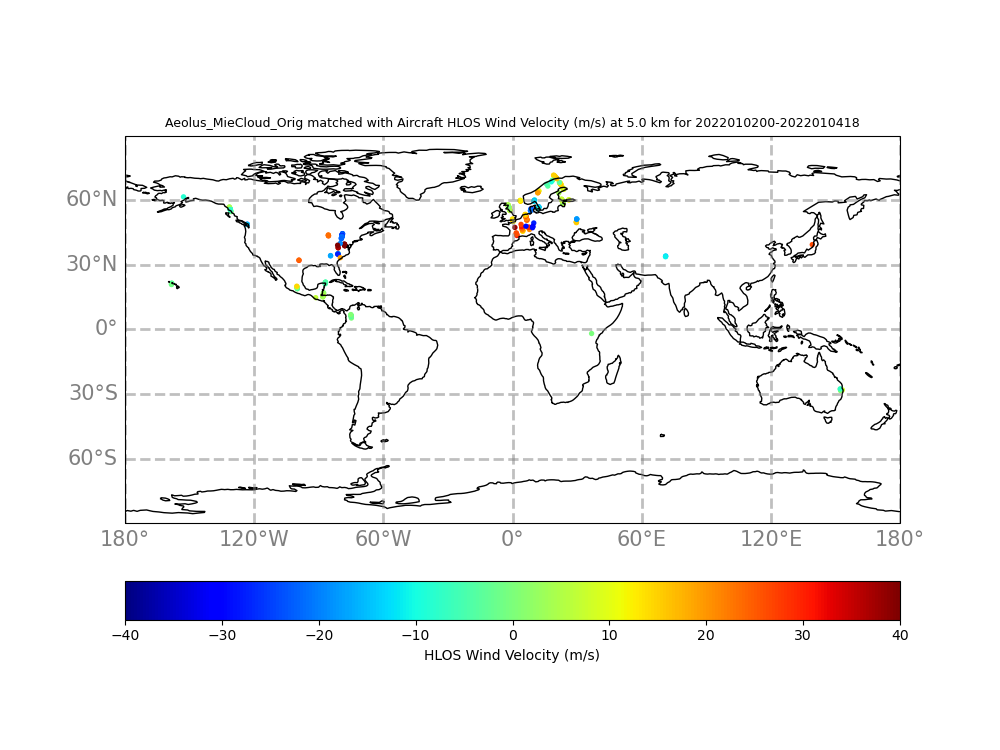 Aeolus_MieCloud_Orig matched with Aircraft HLOS Wind Velocity (m/s) at 5.0 km for 2022010200-2022010418
60°N
30°N
0°
30°S
60°S
180° 120°W 60°W 0° 60°E 120°E 180°
−40 −30 −20 −10 0 10 20 30 40
HLOS Wind Velocity (m/s)